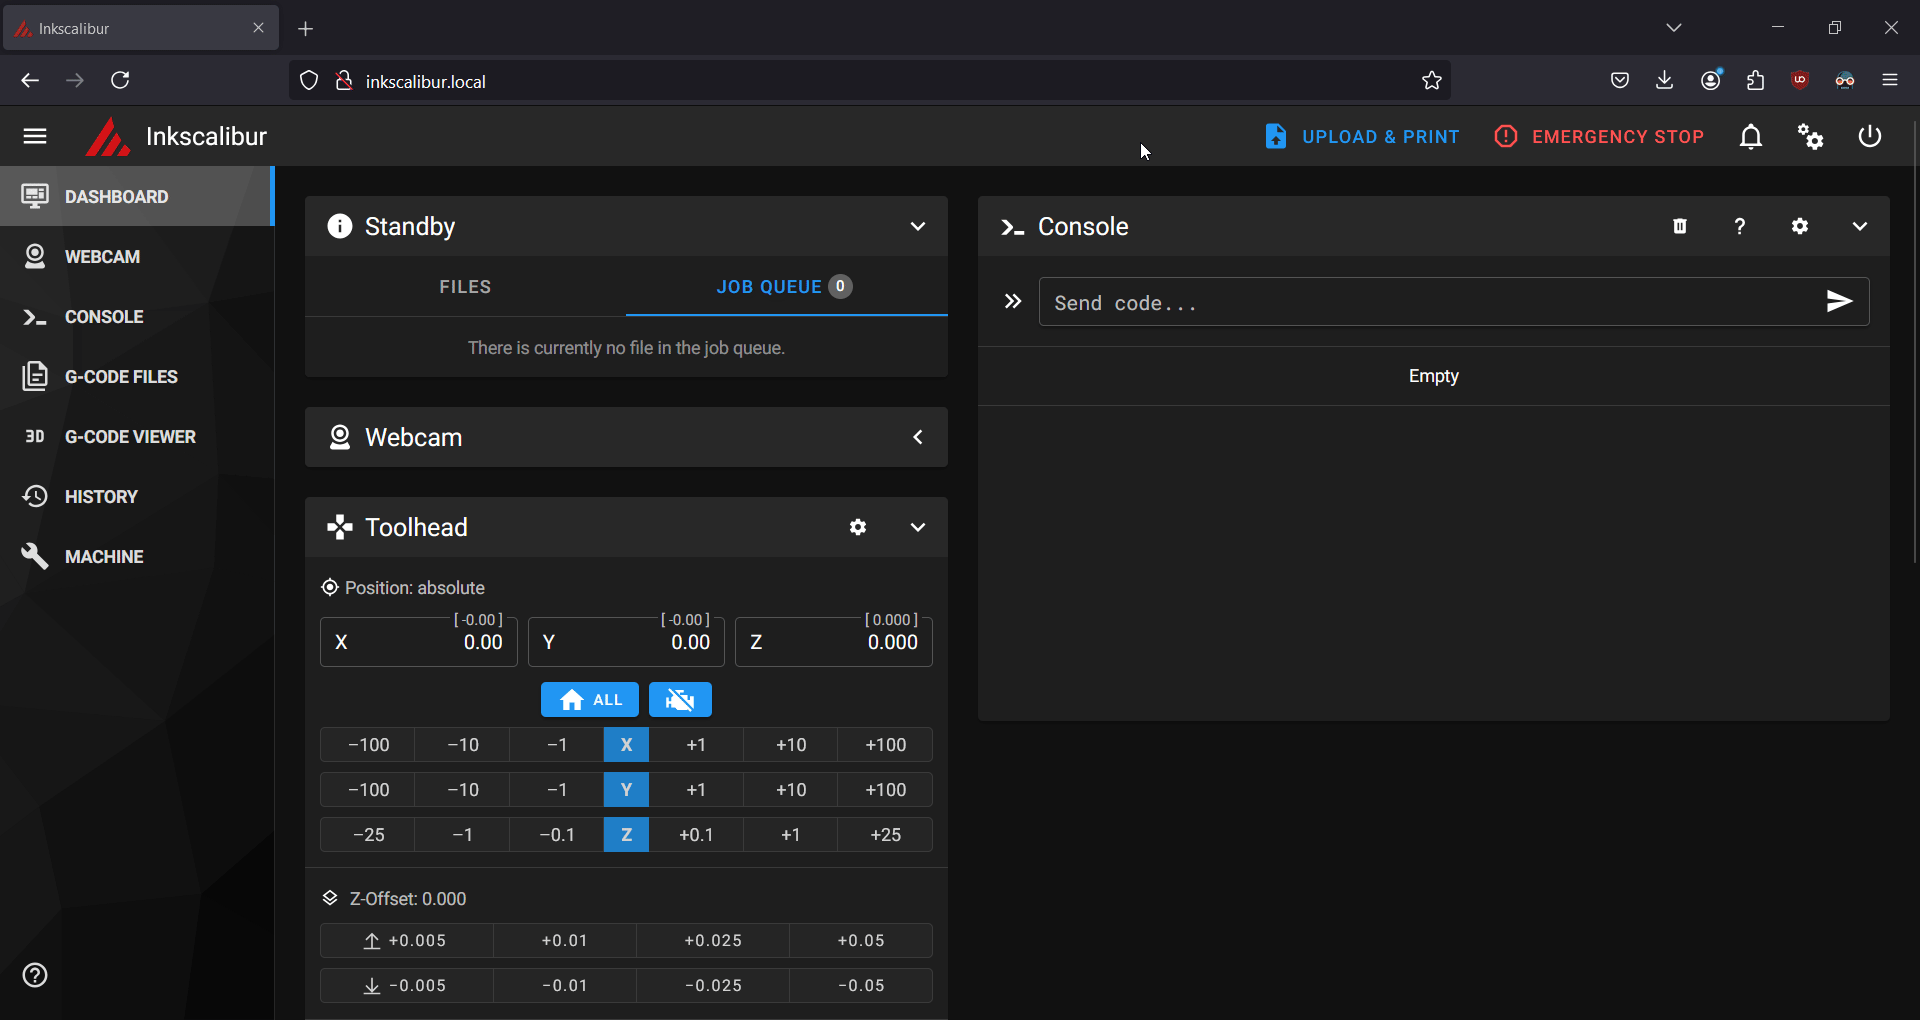 Inkscalibur
inkscalibur.local
Inkscalibur
UPLOAD & PRINT
EMERGENCY STOP
DASHBOARD
WEBCAM
CONSOLE
G-CODE FILES
3D G-CODE VIEWER
HISTORY
MACHINE
Standby
FILES
JOB QUEUE 0
There is currently no file in the job queue.
Webcam
Toolhead
Position: absolute
[ -0.00 ] [ -0.00 ] [ 0.000 ]
X 0.00 Y 0.00 Z 0.000
ALL
−100 −10 −1 X +1 +10 +100
−100 −10 −1 Y +1 +10 +100
−25 −1 −0.1 Z +0.1 +1 +25
Z-Offset: 0.000
+0.005 +0.01 +0.025 +0.05
-0.005 -0.01 -0.025 -0.05
Console
?
Send code...
Empty